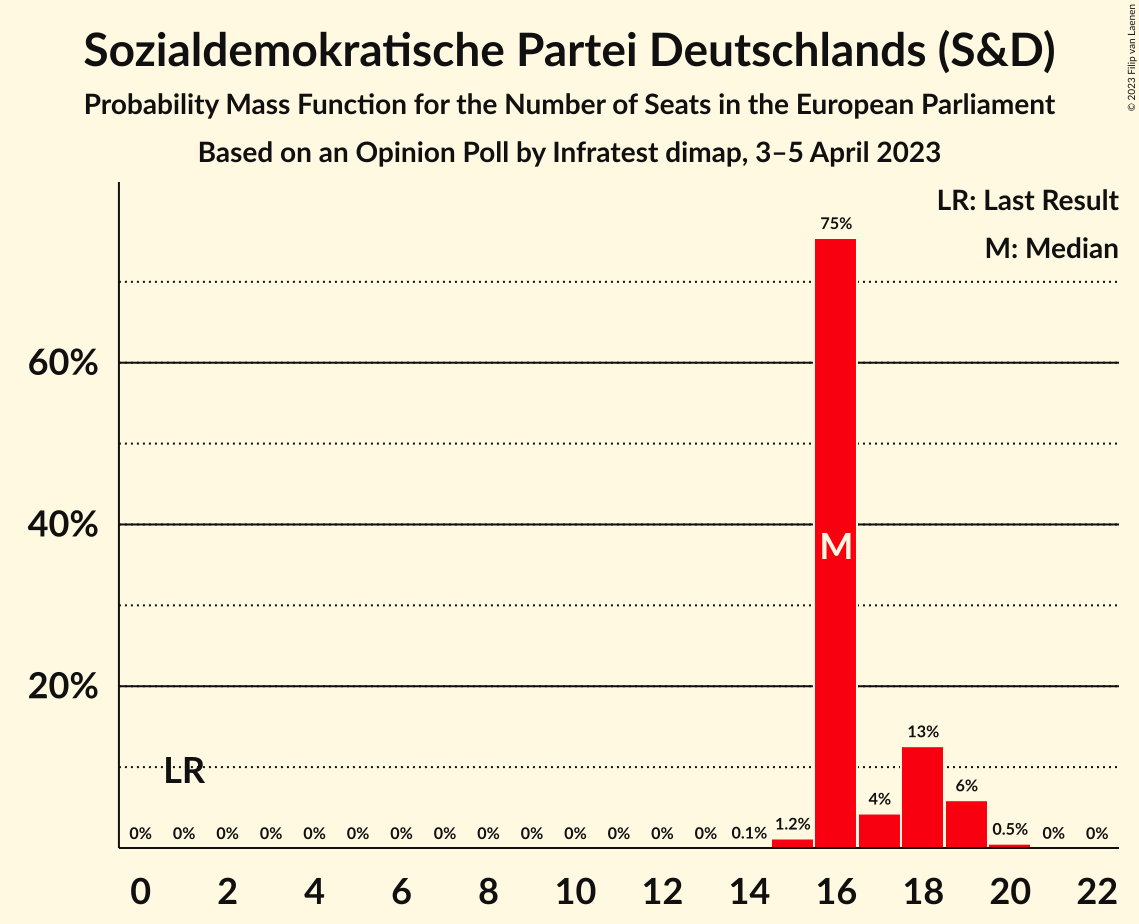 Sozialdemokratische Partei Deutschlands (S&D)
Probability Mass Function for the Number of Seats in the European Parliament
Based on an Opinion Poll by Infratest dimap, 3–5 April 2023
© 2023 Filip van Laenen
LR: Last Result
M: Median
75%
60%
40%
M
20%
13%
LR
6%
4%
0% 0% 0% 0% 0% 0% 0% 0% 0% 0% 0% 0% 0% 0% 0.1% 1.2% 0.5% 0% 0%
0 2 4 6 8 10 12 14 16 18 20 22